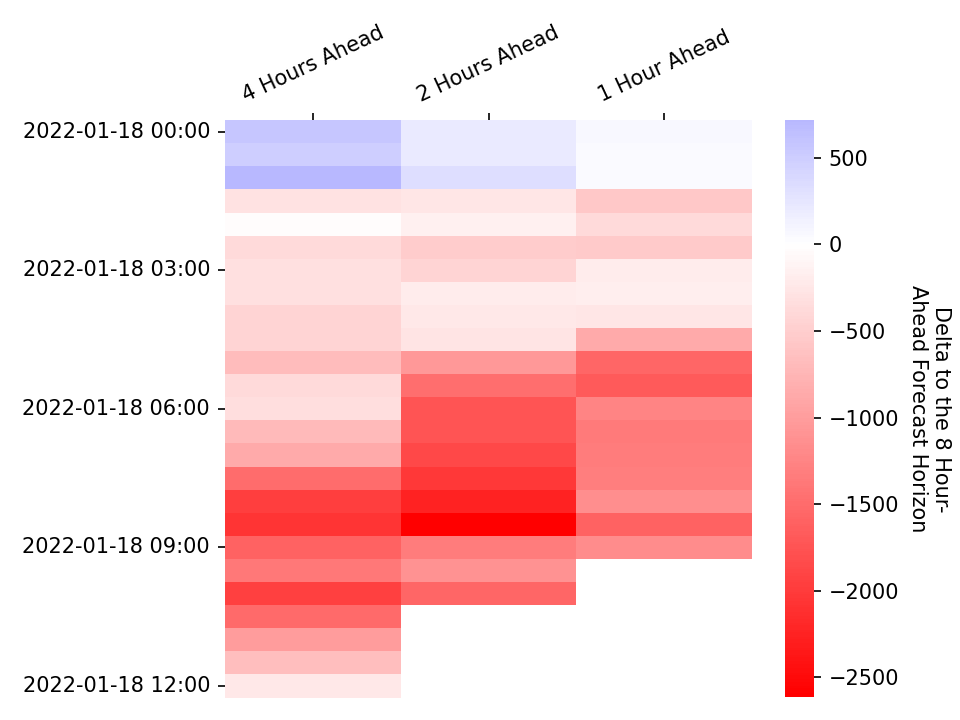 4 Hours Ahead
2 Hours Ahead
1 Hour Ahead
2022-01-18 00:00
2022-01-18 03:00
2022-01-18 06:00
2022-01-18 09:00
2022-01-18 12:00
500
0
−500
−1000
−1500
−2000
−2500
Delta to the 8 Hour-
Ahead Forecast Horizon